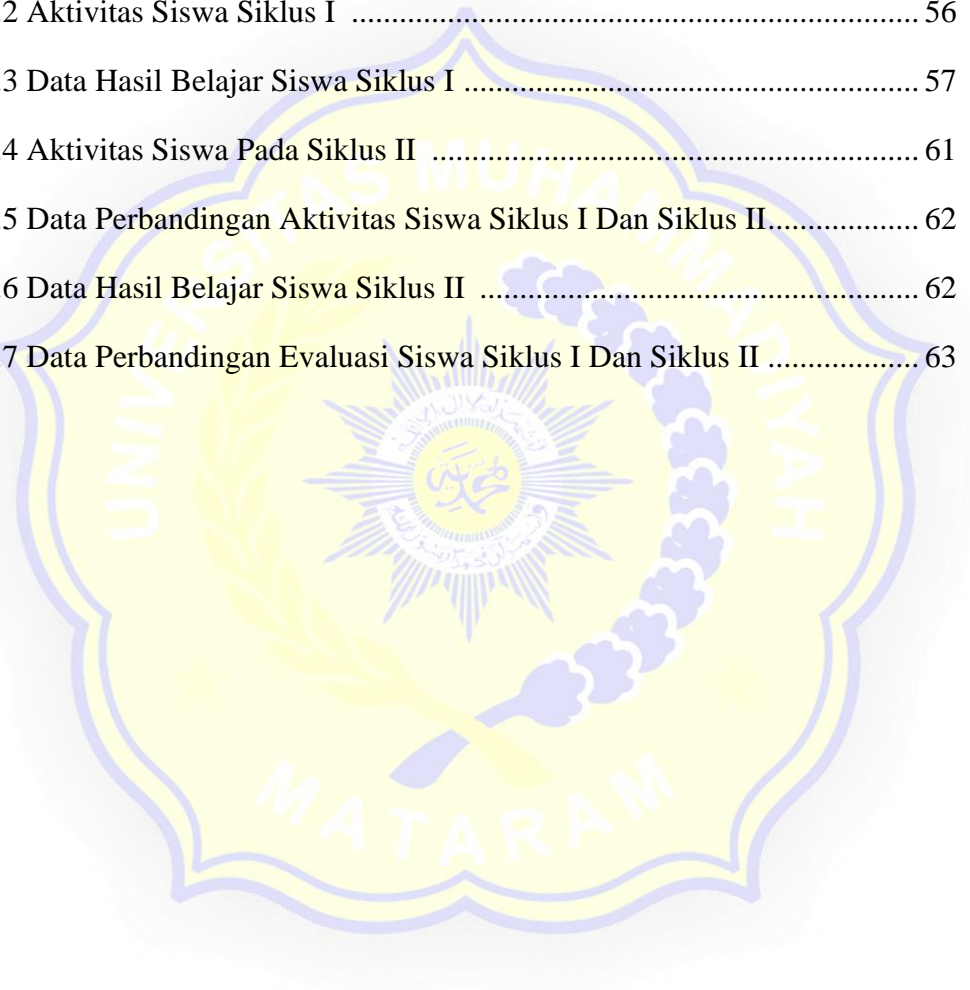 .2 Aktivitas Siswa Siklus I ........................................................................ 56
.3 Data Hasil Belajar Siswa Siklus I .......................................................... 57
.4 Aktivitas Siswa Pada Siklus II .............................................................. 61
.5 Data Perbandingan Aktivitas Siswa Siklus I Dan Siklus II................... 62
.6 Data Hasil Belajar Siswa Siklus II ........................................................ 62
.7 Data Perbandingan Evaluasi Siswa Siklus I Dan Siklus II ................... 63
UNIVERSITAS MUHAMMADIYAH
MATARAM